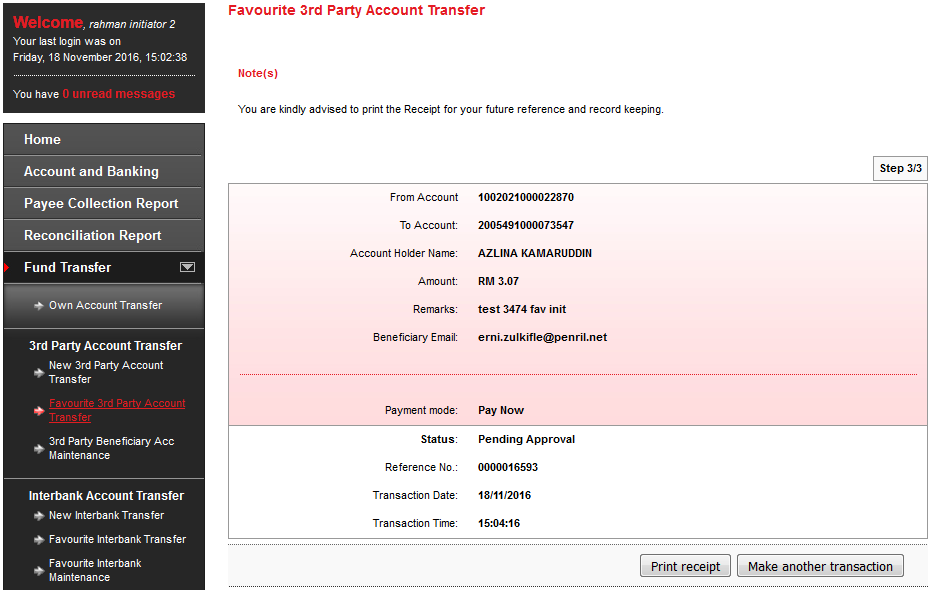 Welcome, rahman initiator 2
Your last login was on
Friday, 18 November 2016, 15:02:38
You have 0 unread messages
Home
Account and Banking
Payee Collection Report
Reconciliation Report
Fund Transfer
Own Account Transfer
3rd Party Account Transfer
New 3rd Party Account
Transfer
Favourite 3rd Party Account
Transfer
3rd Party Beneficiary Acc
Maintenance
Interbank Account Transfer
New Interbank Transfer
Favourite Interbank Transfer
Favourite Interbank
Maintenance
Favourite 3rd Party Account Transfer
Note(s)
You are kindly advised to print the Receipt for your future reference and record keeping.
Step 3/3
From Account 1002021000022870
To Account: 2005491000073547
Account Holder Name: AZLINA KAMARUDDIN
Amount: RM 3.07
Remarks: test 3474 fav init
Beneficiary Email: erni.zulkifle@penril.net
Payment mode: Pay Now
Status: Pending Approval
Reference No.: 0000016593
Transaction Date: 18/11/2016
Transaction Time: 15:04:16
Print receipt Make another transaction